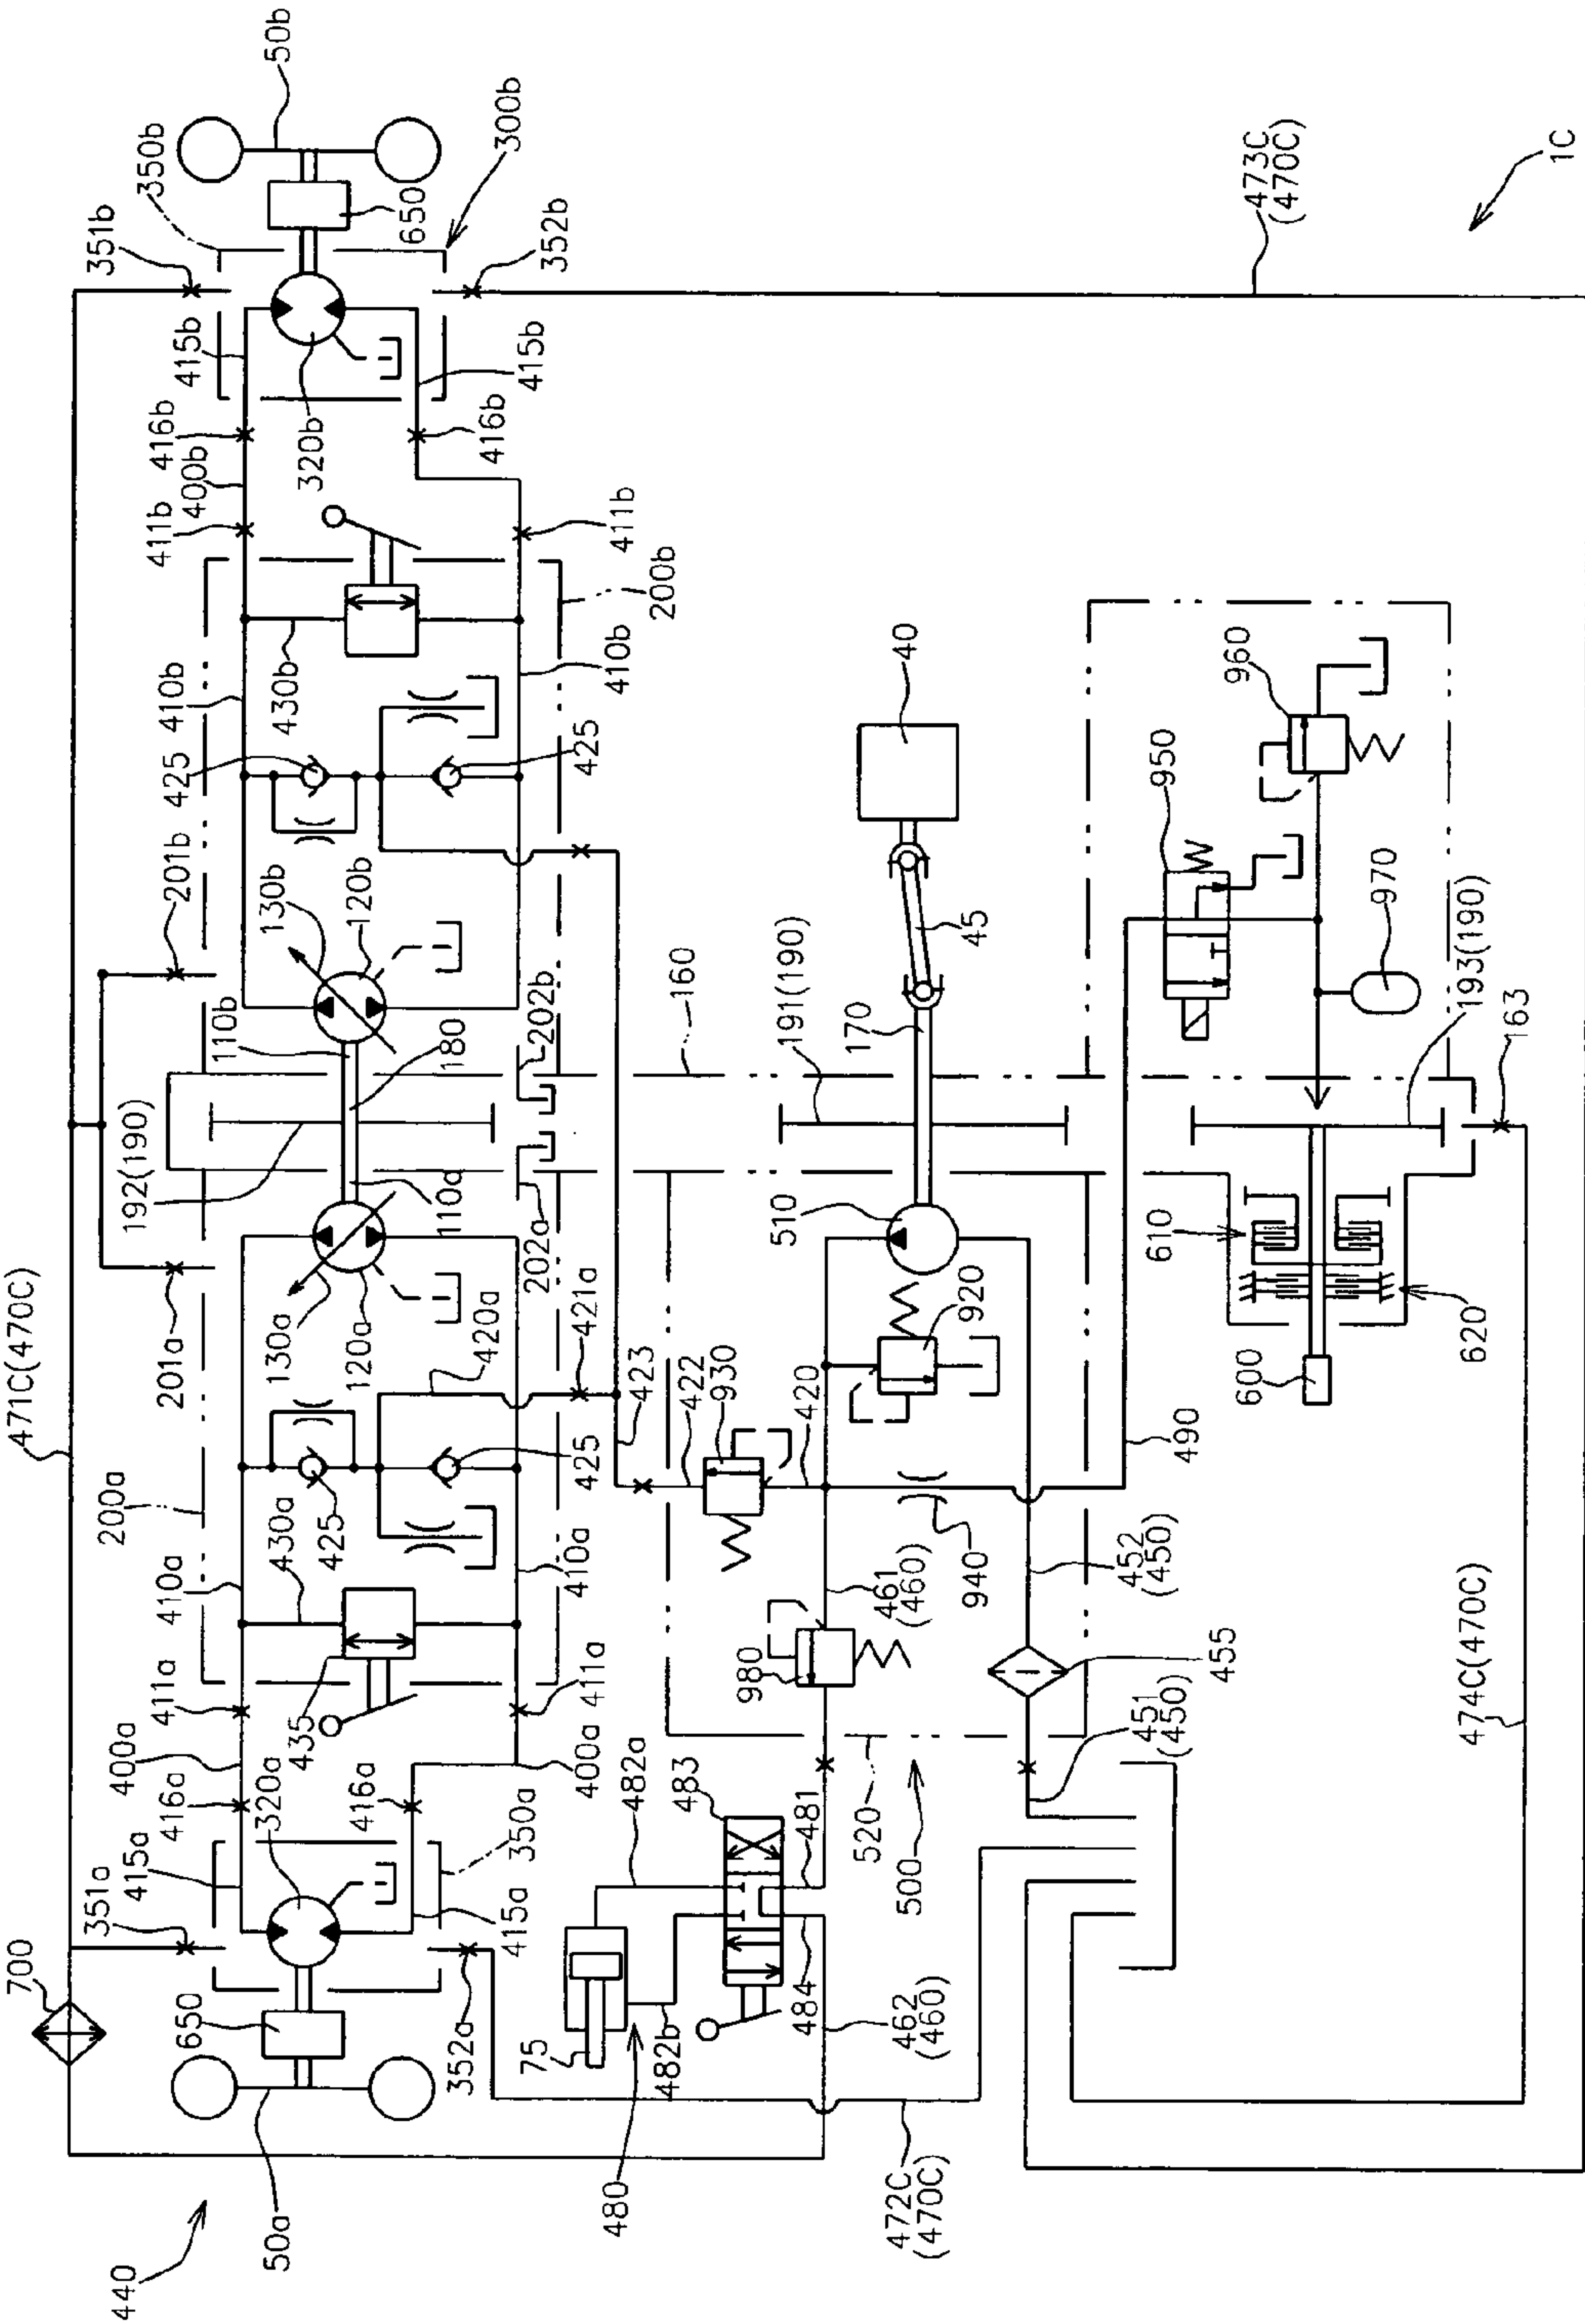 440
50a
700
650
351a
415a
320a
416a
400a
411a
410a
200a
471C(470C)
430a
435
425
130a
120a
201a
192(190)
110a
180
110b
130b
120b
201b
425
410b
430b
411b
400b
416b
415b
320b
351b
350b
650
50b
300b
352b
415b
416b
411b
200b
410b
425
202b
202a
420a
421a
425
410a
411a
400a
416a
350a
415a
352a
480
75
482b
482a
483
484
481
472C
(470C)
462
(460)
500
520
980
461
(460)
940
930
422
423
420
920
510
160
191(190)
170
45
40
451
(450)
455
452
(450)
490
474C(470C)
600
620
610
163
193(190)
970
950
960
473C
(470C)
1C